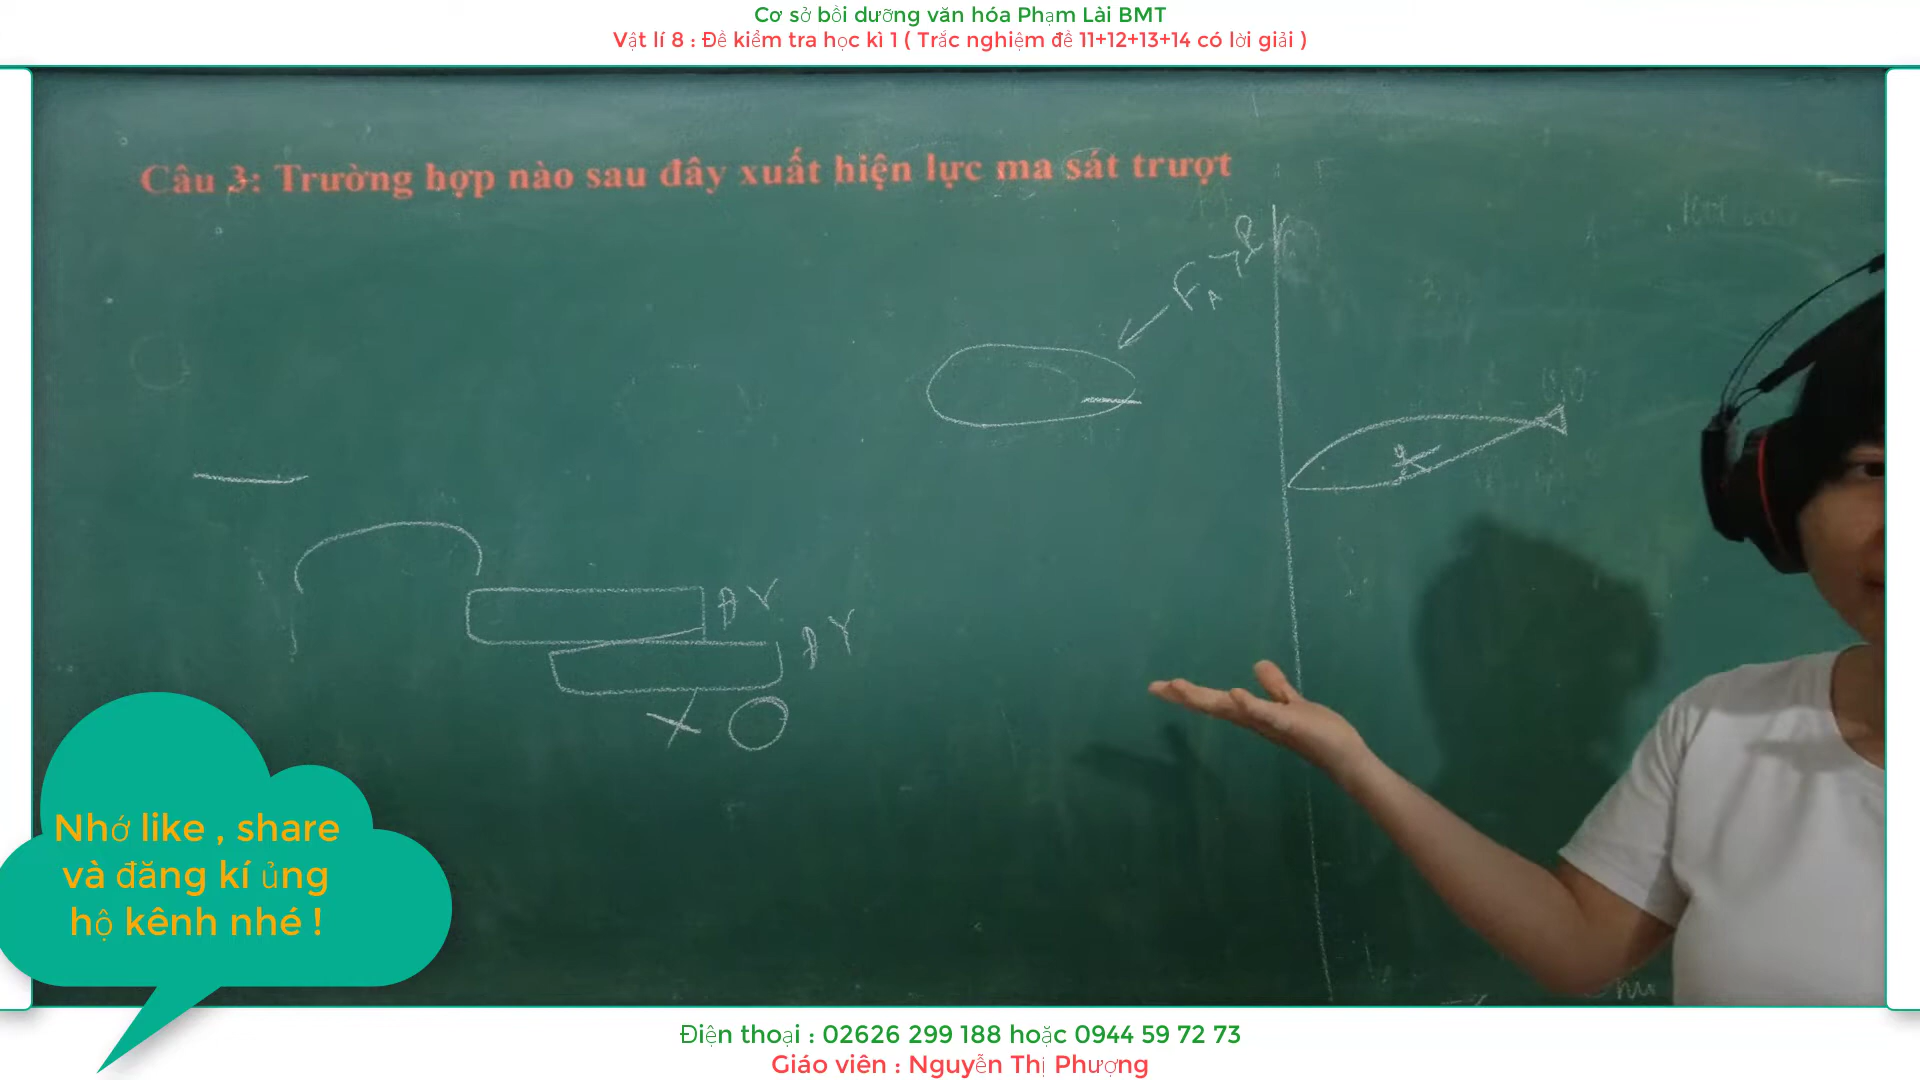 Cơ sở bồi dưỡng văn hóa Phạm Lài BMT
Vật lí 8 : Đề kiểm tra học kì 1 ( Trắc nghiệm đề 11+12+13+14 có lời giải )
Câu 3: Trường hợp nào sau đây xuất hiện lực ma sát trượt
F_A > P
ĐY
ĐY
Nhớ like , share
và đăng kí ủng
hộ kênh nhé !
Điện thoại : 02626 299 188 hoặc 0944 59 72 73
Giáo viên : Nguyễn Thị Phượng